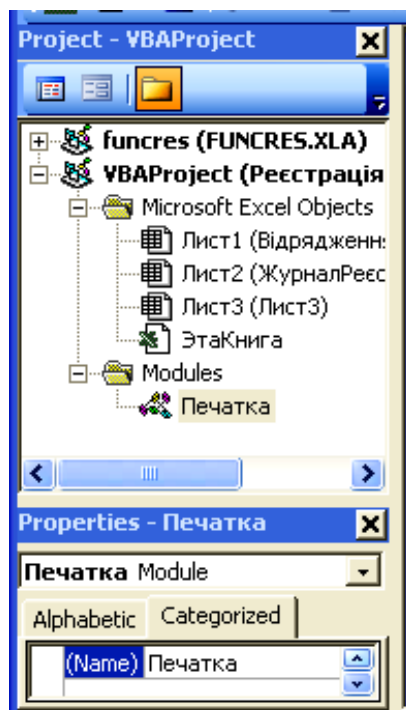 Project - VBAProject
funcres (FUNCRES.XLA)
VBAProject (Реєстрація
Microsoft Excel Objects
Лист1 (Відрядження
Лист2 (ЖурналРеєс
Лист3 (Лист3)
ЭтаКнига
Modules
Печатка
Properties - Печатка
Печатка Module
Alphabetic Categorized
(Name) Печатка